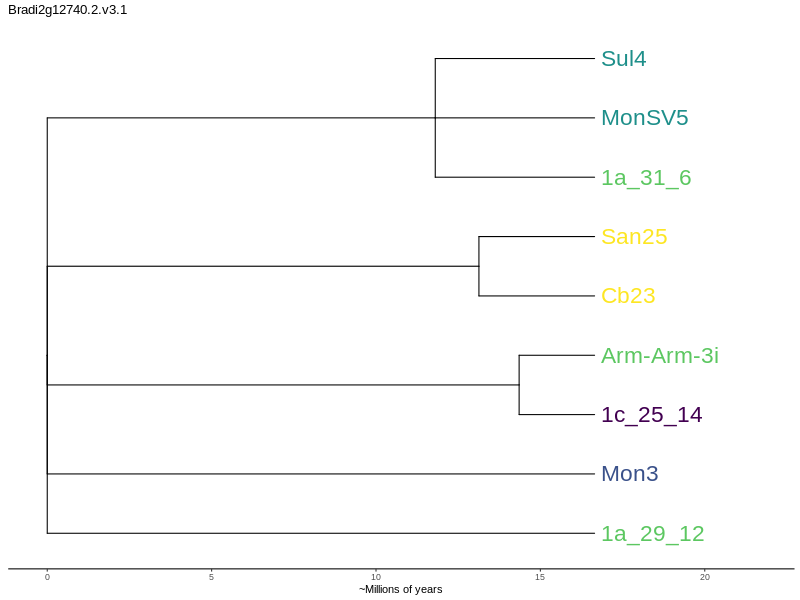 Bradi2g12740.2.v3.1
Sul4
MonSV5
1a_31_6
San25
Cb23
Arm-Arm-3i
1c_25_14
Mon3
1a_29_12
0 5 10 15 20
~Millions of years